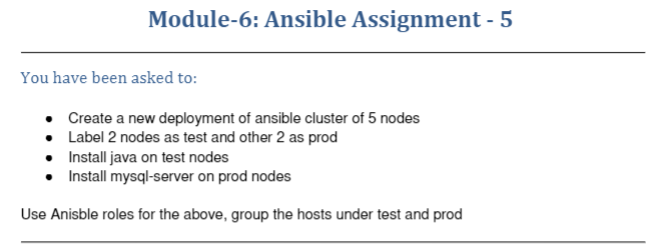 Module-6: Ansible Assignment - 5
You have been asked to:
● Create a new deployment of ansible cluster of 5 nodes
● Label 2 nodes as test and other 2 as prod
● Install java on test nodes
● Install mysql-server on prod nodes
Use Anisble roles for the above, group the hosts under test and prod